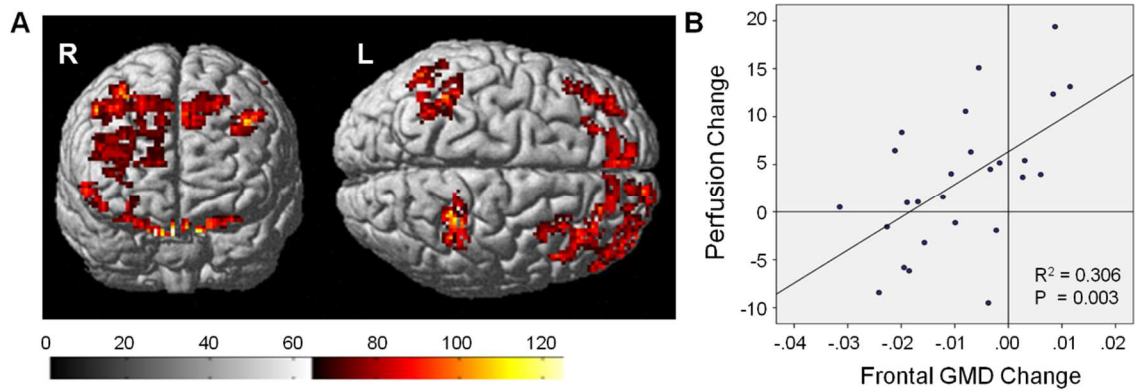 A
R
L
0 20 40 60 80 100 120
B
Perfusion Change
20
15
10
5
0
-5
-10
R² = 0.306
P = 0.003
-.04 -.03 -.02 -.01 .00 .01 .02
Frontal GMD Change